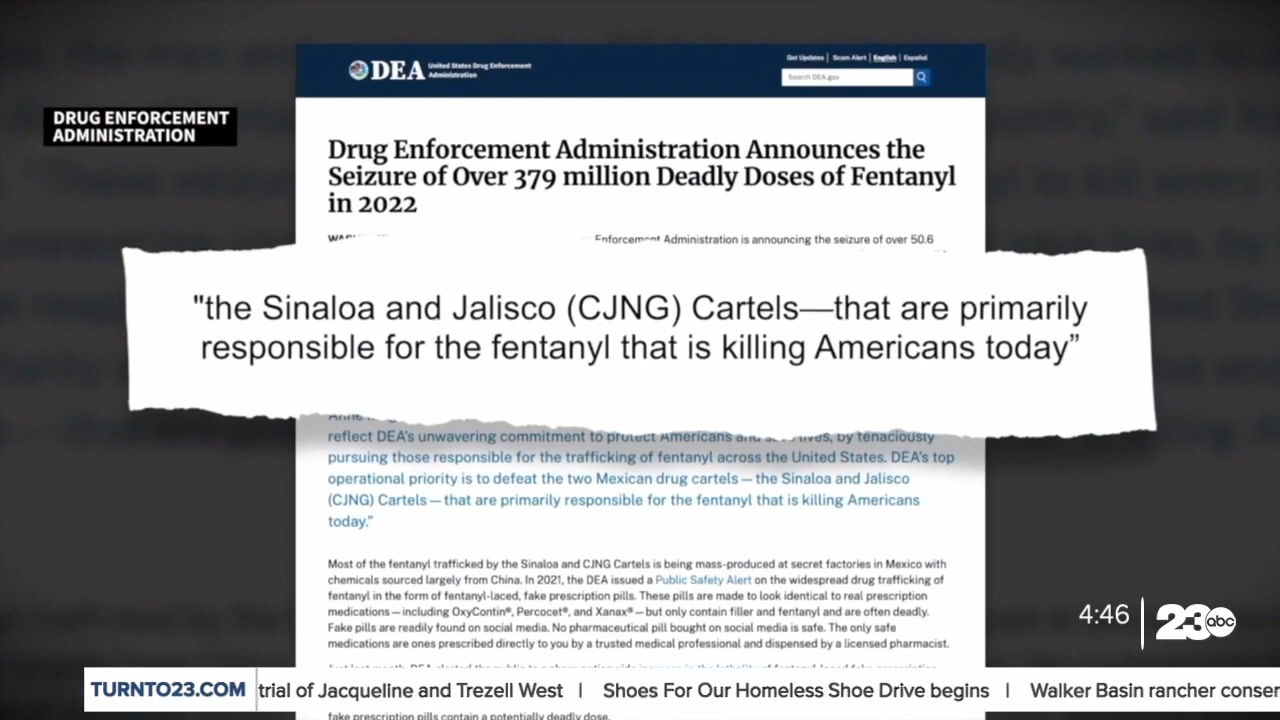 DEA United States Drug Enforcement
Administration
Get Updates | Scam Alert | English | Español
Search DEA.gov
DRUG ENFORCEMENT
ADMINISTRATION
Drug Enforcement Administration Announces the
Seizure of Over 379 million Deadly Doses of Fentanyl
in 2022
Enforcement Administration is announcing the seizure of over 50.6
"the Sinaloa and Jalisco (CJNG) Cartels—that are primarily
responsible for the fentanyl that is killing Americans today”
reflect DEA's unwavering commitment to protect Americans and lives, by tenaciously
pursuing those responsible for the trafficking of fentanyl across the United States. DEA's top
operational priority is to defeat the two Mexican drug cartels — the Sinaloa and Jalisco
(CJNG) Cartels — that are primarily responsible for the fentanyl that is killing Americans
today.”
Most of the fentanyl trafficked by the Sinaloa and CJNG Cartels is being mass-produced at secret factories in Mexico with
chemicals sourced largely from China. In 2021, the DEA issued a Public Safety Alert on the widespread drug trafficking of
fentanyl in the form of fentanyl-laced, fake prescription pills. These pills are made to look identical to real prescription
medications — including OxyContin®, Percocet®, and Xanax® — but only contain filler and fentanyl and are often deadly.
Fake pills are readily found on social media. No pharmaceutical pill bought on social media is safe. The only safe
medications are ones prescribed directly to you by a trusted medical professional and dispensed by a licensed pharmacist.
4:46 23 abc
TURNTO23.COM trial of Jacqueline and Trezell West | Shoes For Our Homeless Shoe Drive begins | Walker Basin rancher conser
fake prescription pills contain a potentially deadly dose.